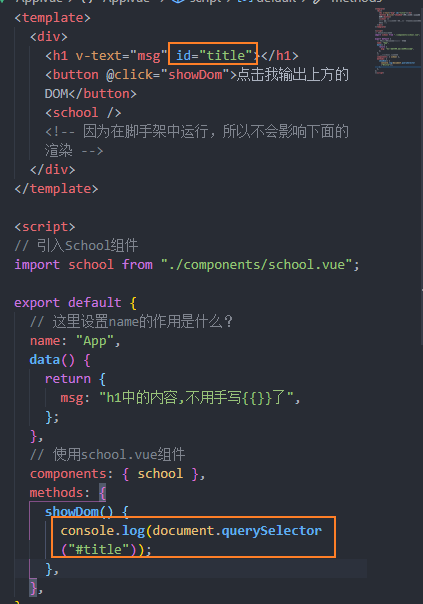 <template>
<div>
<h1 v-text="msg" id="title"></h1>
<button @click="showDom">点击我输出上方的
DOM</button>
<school />
<!-- 因为在脚手架中运行，所以不会影响下面的
渲染 -->
</div>
</template>
<script>
// 引入School组件
import school from "./components/school.vue";
export default {
// 这里设置name的作用是什么？
name: "App",
data() {
return {
msg: "h1中的内容,不用手写{{}}了",
};
},
// 使用school.vue组件
components: { school },
methods: {
showDom() {
console.log(document.querySelector
("#title"));
},
},